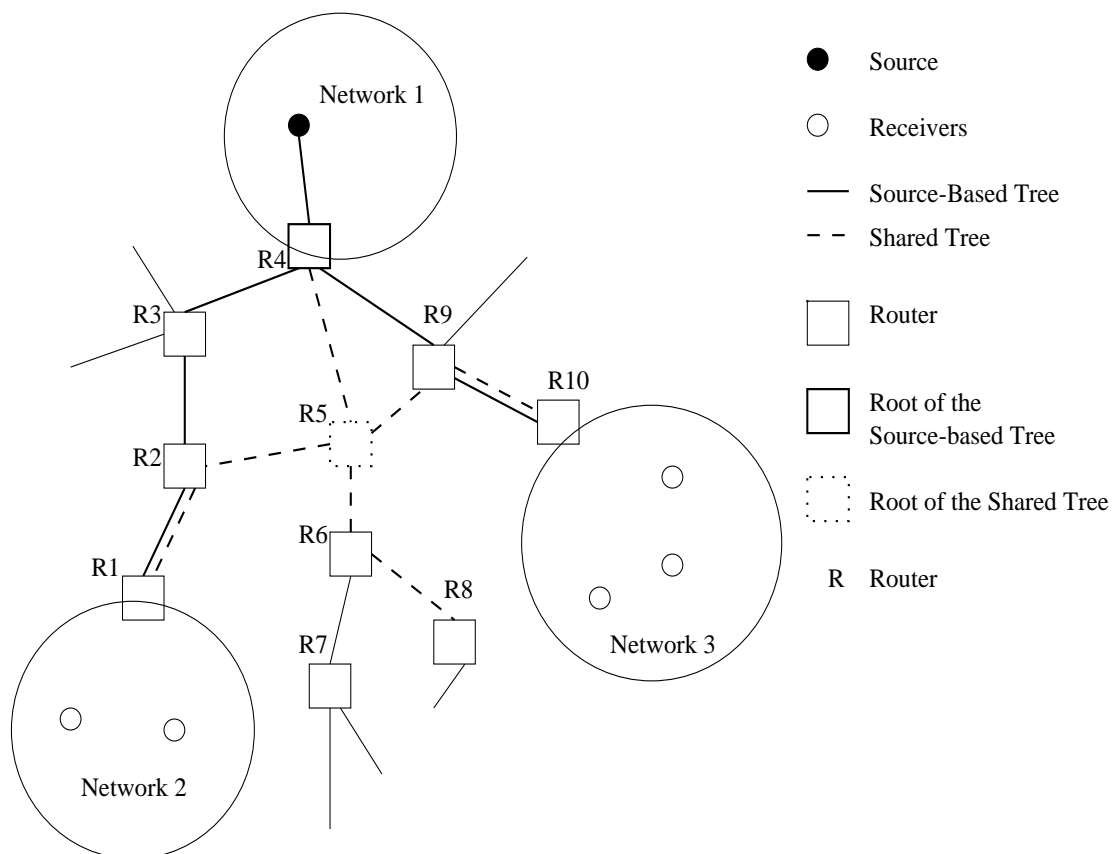 Network 1
R4
R3
R9
R10
R5
R2
R6
R1
R8
R7
Network 3
Network 2
Source
Receivers
Source-Based Tree
Shared Tree
Router
Root of the
Source-based Tree
Root of the Shared Tree
R Router